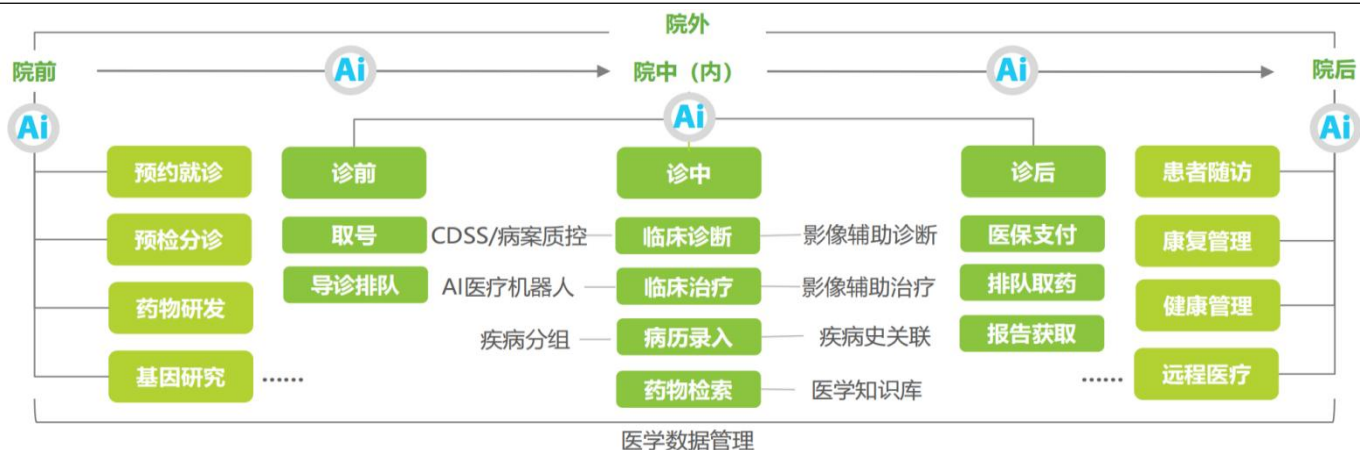 院外
院前
Ai
院中（内）
Ai
院后
Ai
Ai
Ai
预约就诊
诊前
诊中
诊后
患者随访
预检分诊
取号
CDSS/病案质控
临床诊断
影像辅助诊断
医保支付
康复管理
药物研发
导诊排队
AI医疗机器人
临床治疗
影像辅助治疗
排队取药
健康管理
疾病分组
病历录入
疾病史关联
报告获取
基因研究
......
药物检索
医学知识库
......
远程医疗
医学数据管理